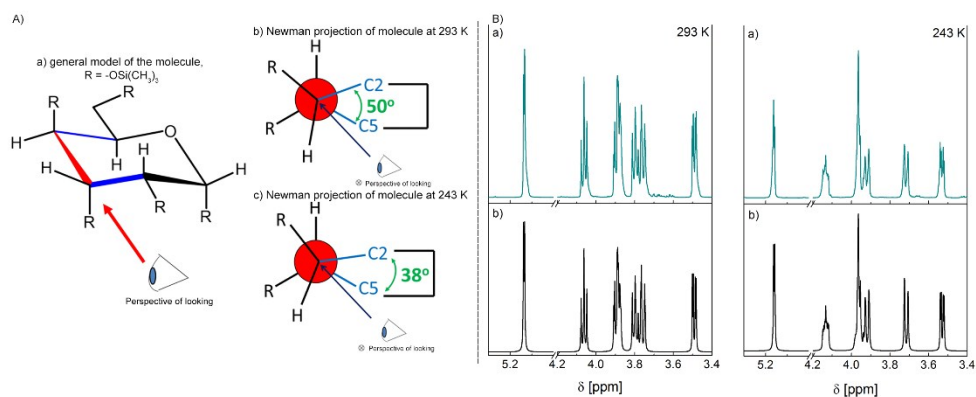 A)
a) general model of the molecule,
R = -OSi(CH3)3
R
R
H
O
H
H
H
H
R
R
R
Perspective of looking
b) Newman projection of molecule at 293 K
H
R
C2
50º
C5
R
H
⊗ Perspective of looking
c) Newman projection of molecule at 243 K
H
R
C2
38º
C5
R
H
⊗ Perspective of looking
B)
a)
293 K
b)
5.2 4.2 4.0 3.8 3.6 3.4
δ [ppm]
a)
243 K
b)
5.2 4.2 4.0 3.8 3.6 3.4
δ [ppm]